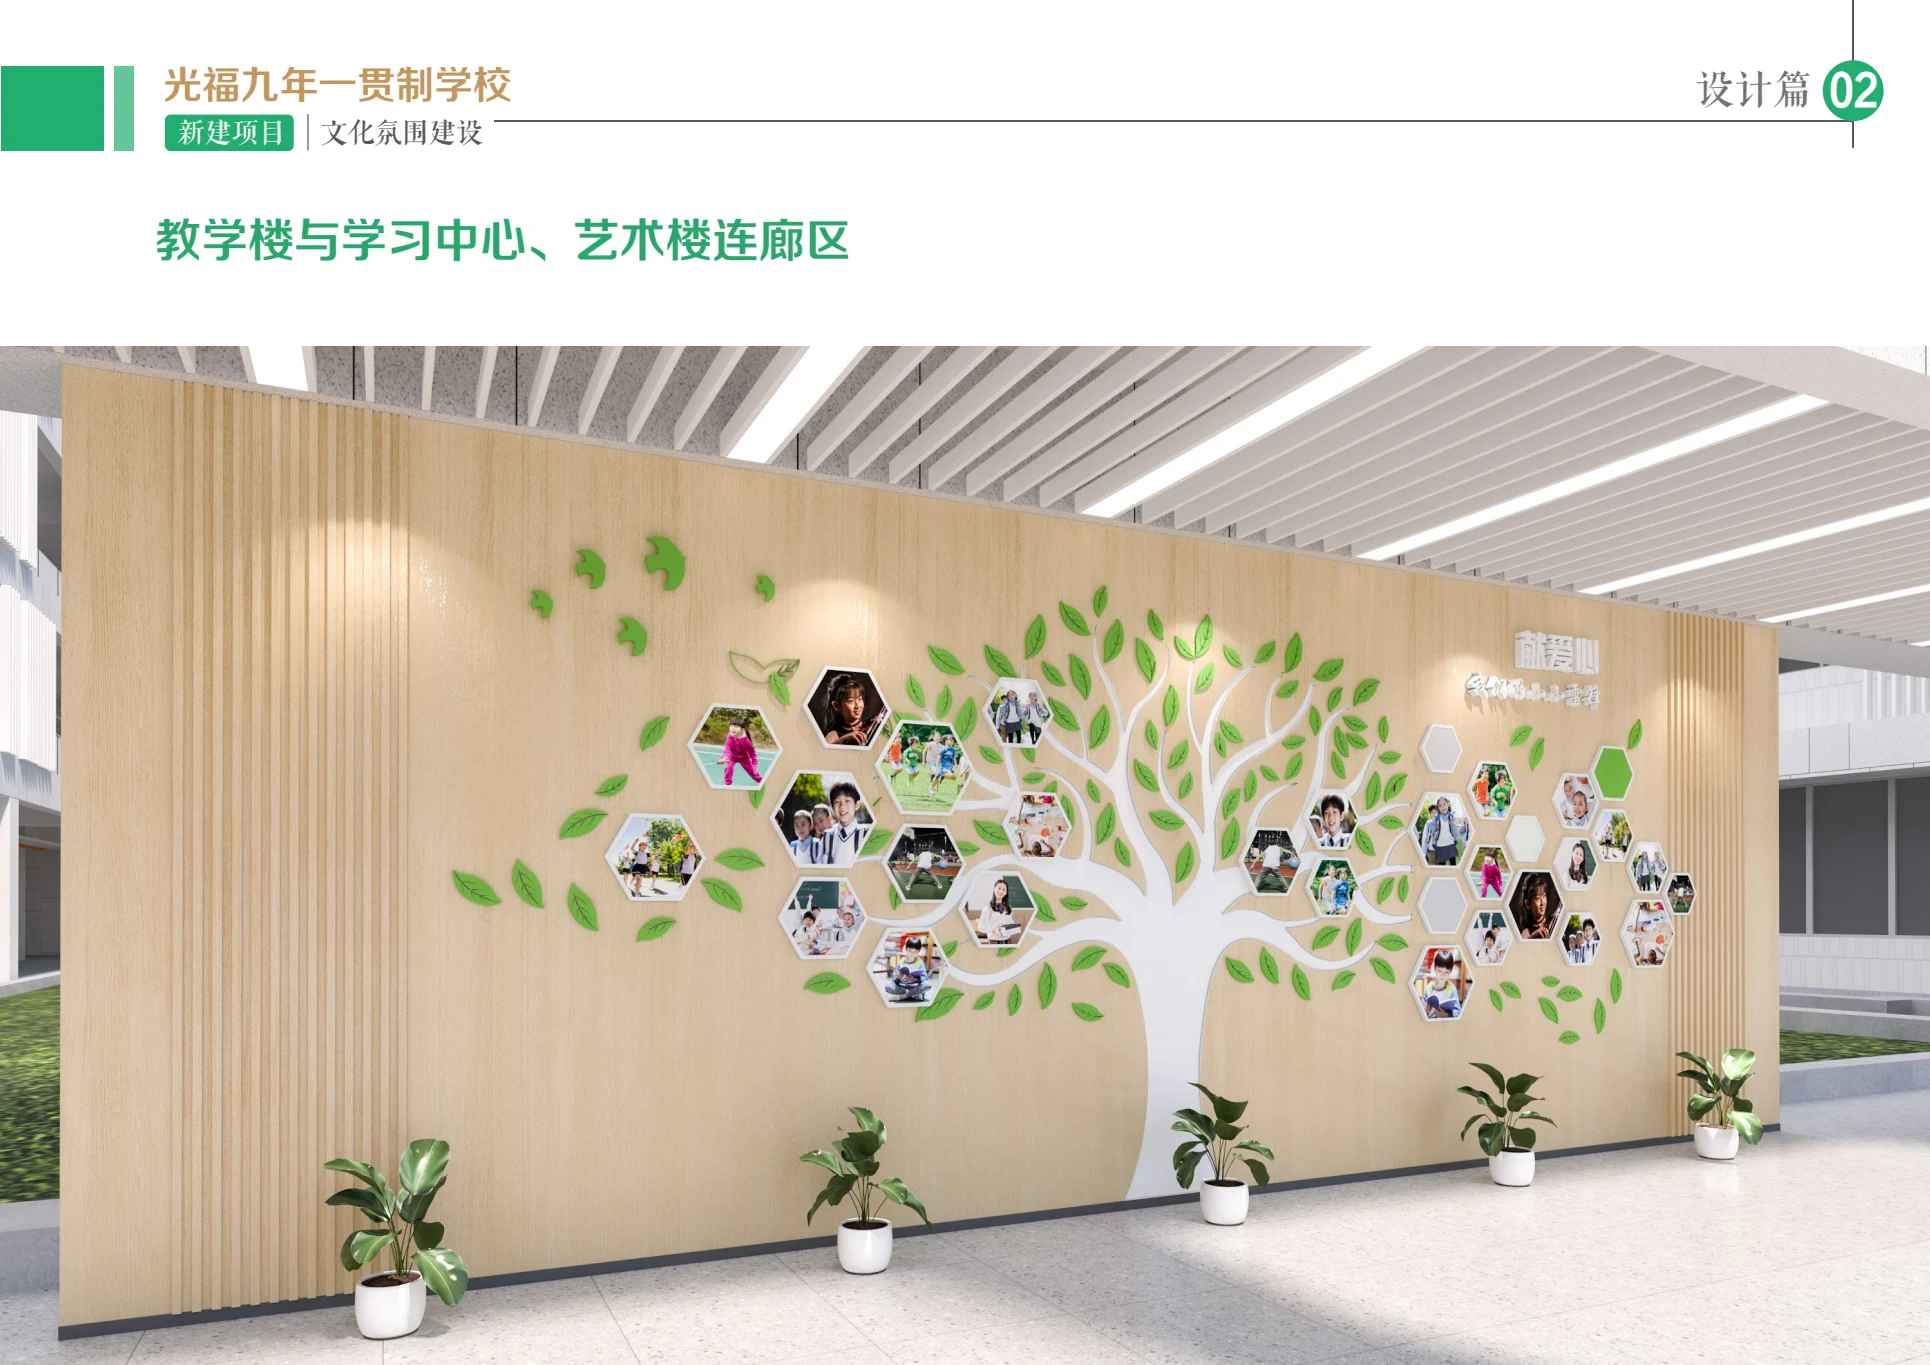 光福九年一贯制学校
新建项目 文化氛围建设
设计篇 02
教学楼与学习中心、艺术楼连廊区
献爱心